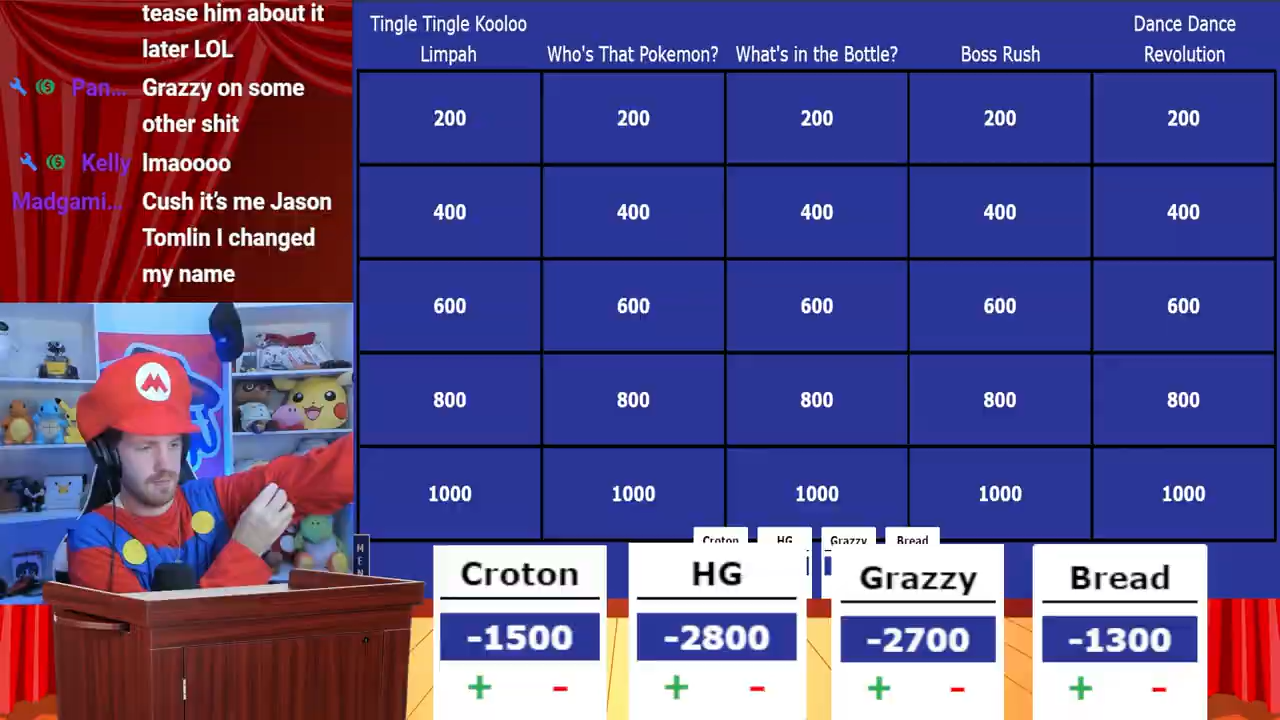 tease him about it
later LOL
Pan... Grazzy on some
other shit
Kelly lmaoooo
Madgami... Cush it’s me Jason
Tomlin I changed
my name
Tingle Tingle Kooloo
Limpah
Who's That Pokemon?
What's in the Bottle?
Boss Rush
Dance Dance
Revolution
200 200 200 200 200
400 400 400 400 400
600 600 600 600 600
800 800 800 800 800
1000 1000 1000 1000 1000
Croton HG Grazzy Bread
M
E
N
Croton HG Grazzy Bread
-1500 -2800 -2700 -1300
+ - + - + - + -